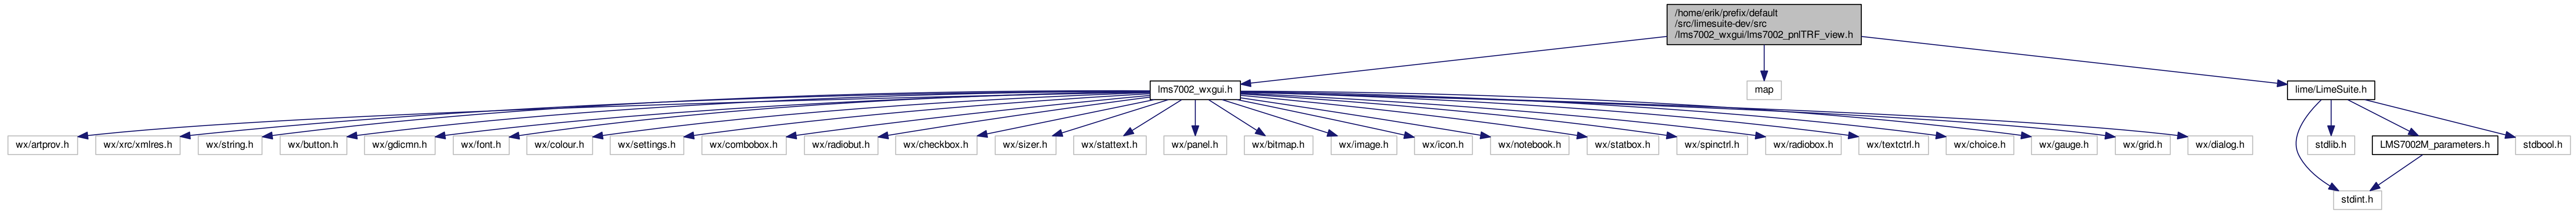 /home/erik/prefix/default
/src/limesuite-dev/src
/lms7002_wxgui/lms7002_pnlTRF_view.h
lms7002_wxgui.h
map
lime/LimeSuite.h
wx/artprov.h
wx/xrc/xmlres.h
wx/string.h
wx/button.h
wx/gdicmn.h
wx/font.h
wx/colour.h
wx/settings.h
wx/combobox.h
wx/radiobut.h
wx/checkbox.h
wx/sizer.h
wx/stattext.h
wx/panel.h
wx/bitmap.h
wx/image.h
wx/icon.h
wx/notebook.h
wx/statbox.h
wx/spinctrl.h
wx/radiobox.h
wx/textctrl.h
wx/choice.h
wx/gauge.h
wx/grid.h
wx/dialog.h
stdlib.h
LMS7002M_parameters.h
stdbool.h
stdint.h